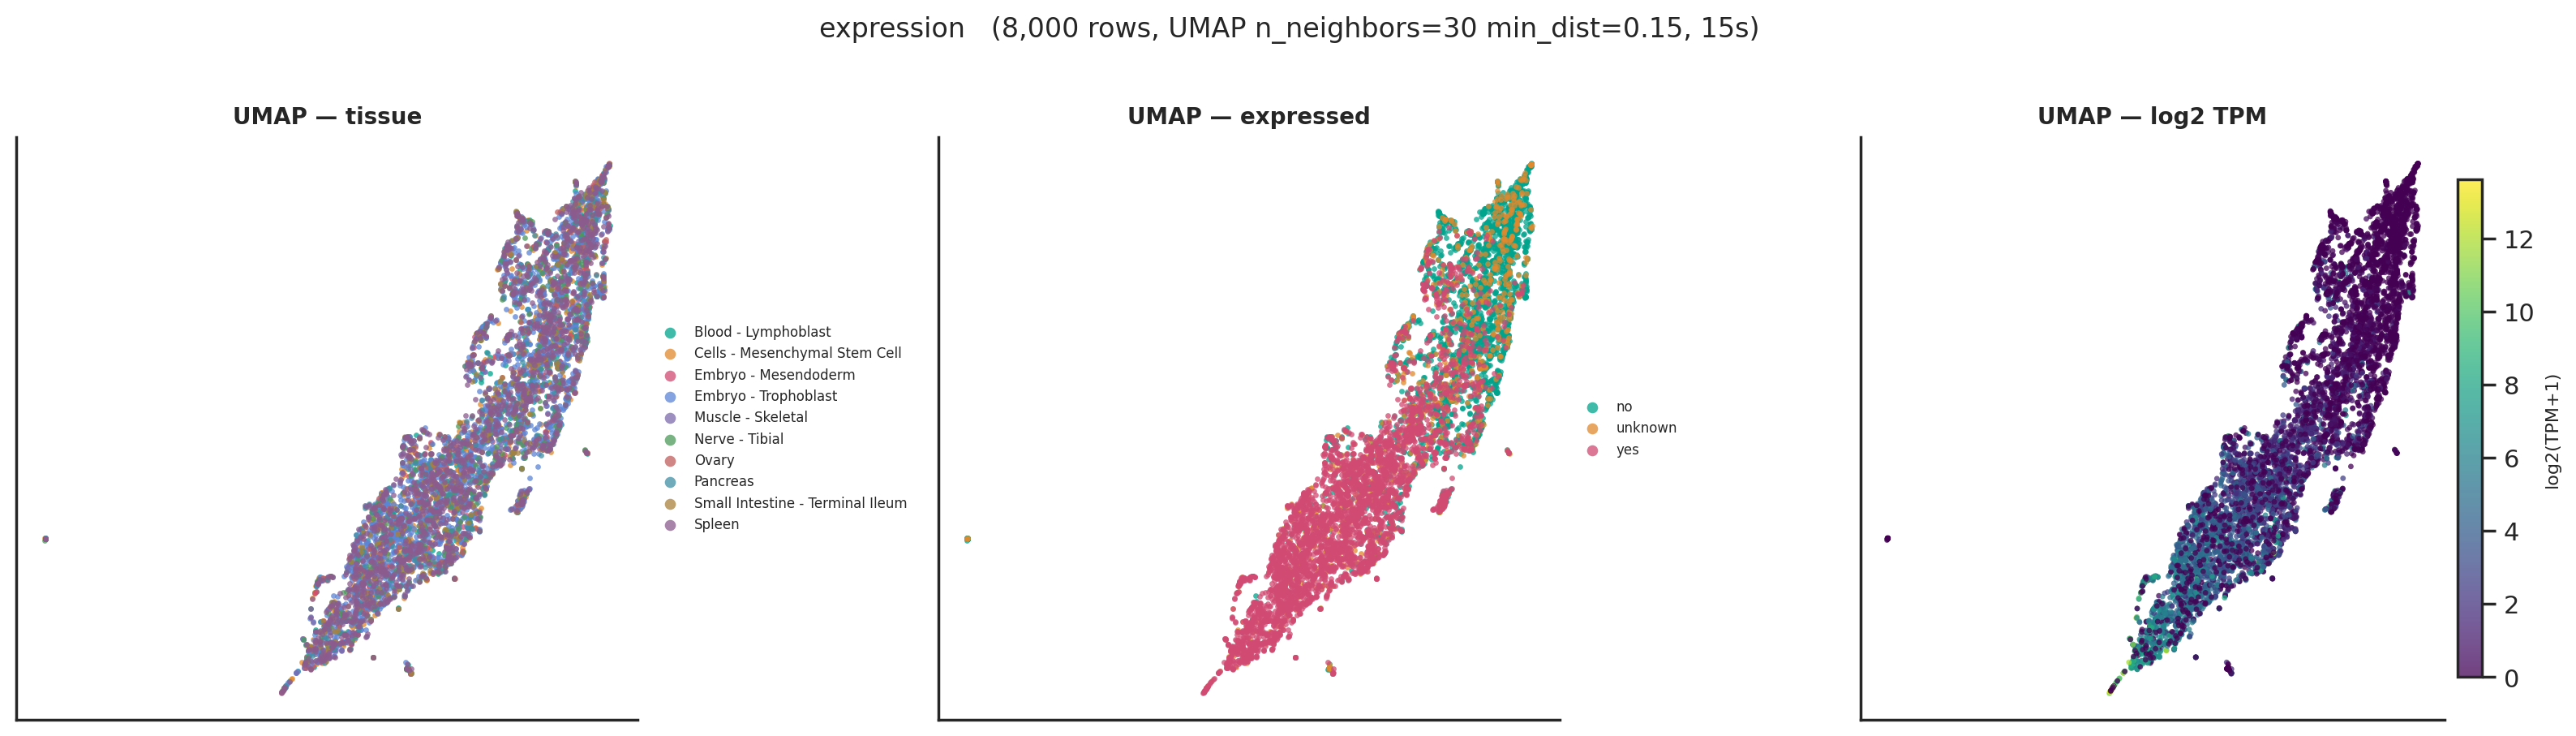 expression   (8,000 rows, UMAP n_neighbors=30 min_dist=0.15, 15s)
UMAP — tissue
Blood - Lymphoblast
Cells - Mesenchymal Stem Cell
Embryo - Mesendoderm
Embryo - Trophoblast
Muscle - Skeletal
Nerve - Tibial
Ovary
Pancreas
Small Intestine - Terminal Ileum
Spleen
UMAP — expressed
no
unknown
yes
UMAP — log2 TPM
12
10
8
6
4
2
0
log2(TPM+1)